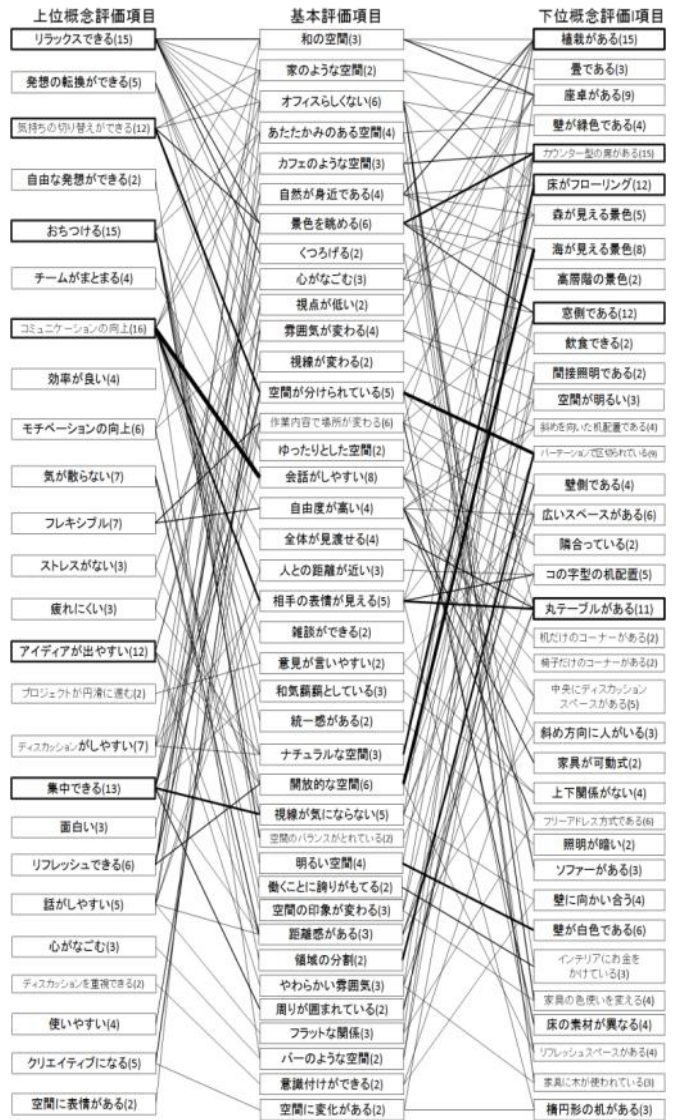 上位概念評価項目
リラックスできる(15)
発想の転換ができる(5)
気持ちの切り替えができる(12)
自由な発想ができる(2)
おちつける(15)
チームがまとまる(4)
コミュニケーションの向上(16)
効率が良い(4)
モチベーションの向上(6)
気が散らない(7)
フレキシブル(7)
ストレスがない(3)
疲れにくい(3)
アイディアが出やすい(12)
プロジェクトが円滑に進む(2)
ディスカッションがしやすい(7)
集中できる(13)
面白い(3)
リフレッシュできる(6)
話がしやすい(5)
心がなごむ(3)
ディスカッションを重視できる(2)
使いやすい(4)
クリエイティブになる(5)
空間に表情がある(2)
基本評価項目
和の空間(3)
家のような空間(2)
オフィスらしくない(6)
あたたかみのある空間(4)
カフェのような空間(3)
自然が身近である(4)
景色を眺める(6)
くつろげる(2)
心がなごむ(3)
視点が低い(2)
雰囲気が変わる(4)
視線が変わる(2)
空間が分けられている(5)
作業内容で場所が変わる(6)
ゆったりとした空間(2)
会話がしやすい(8)
自由度が高い(4)
全体が見渡せる(4)
人との距離が近い(3)
相手の表情が見える(5)
雑談ができる(2)
意見が言いやすい(2)
和気藹藹としている(3)
統一感がある(2)
ナチュラルな空間(3)
開放的な空間(6)
視線が気にならない(5)
空間のバランスがとれている(2)
明るい空間(4)
働くことに誇りがもてる(2)
空間の印象が変わる(3)
距離感がある(3)
領域の分割(2)
やわらかい雰囲気(3)
周りが囲まれている(2)
フラットな関係(3)
バーのような空間(2)
意識付けができる(2)
空間に変化がある(2)
下位概念評価I項目
植栽がある(15)
畳である(3)
座卓がある(9)
壁が緑色である(4)
カウンター型の席がある(15)
床がフローリング(12)
森が見える景色(5)
海が見える景色(8)
高層階の景色(2)
窓側である(12)
飲食できる(2)
間接照明である(2)
空間が明るい(3)
斜めを向いた机配置である(4)
パーテーションで区切られている(9)
壁側である(4)
広いスペースがある(6)
隣合っている(2)
コの字型の机配置(5)
丸テーブルがある(11)
机だけのコーナーがある(2)
椅子だけのコーナーがある(2)
中央にディスカッション
スペースがある(5)
斜め方向に人がいる(3)
家具が可動式(2)
上下関係がない(4)
フリーアドレス方式である(6)
照明が暗い(2)
ソファーがある(3)
壁に向かい合う(4)
壁が白色である(6)
インテリアにお金を
かけている(3)
家具の色使いを変える(4)
床の素材が異なる(4)
リフレッシュスペースがある(4)
家具に木が使われている(3)
楕円形の机がある(3)